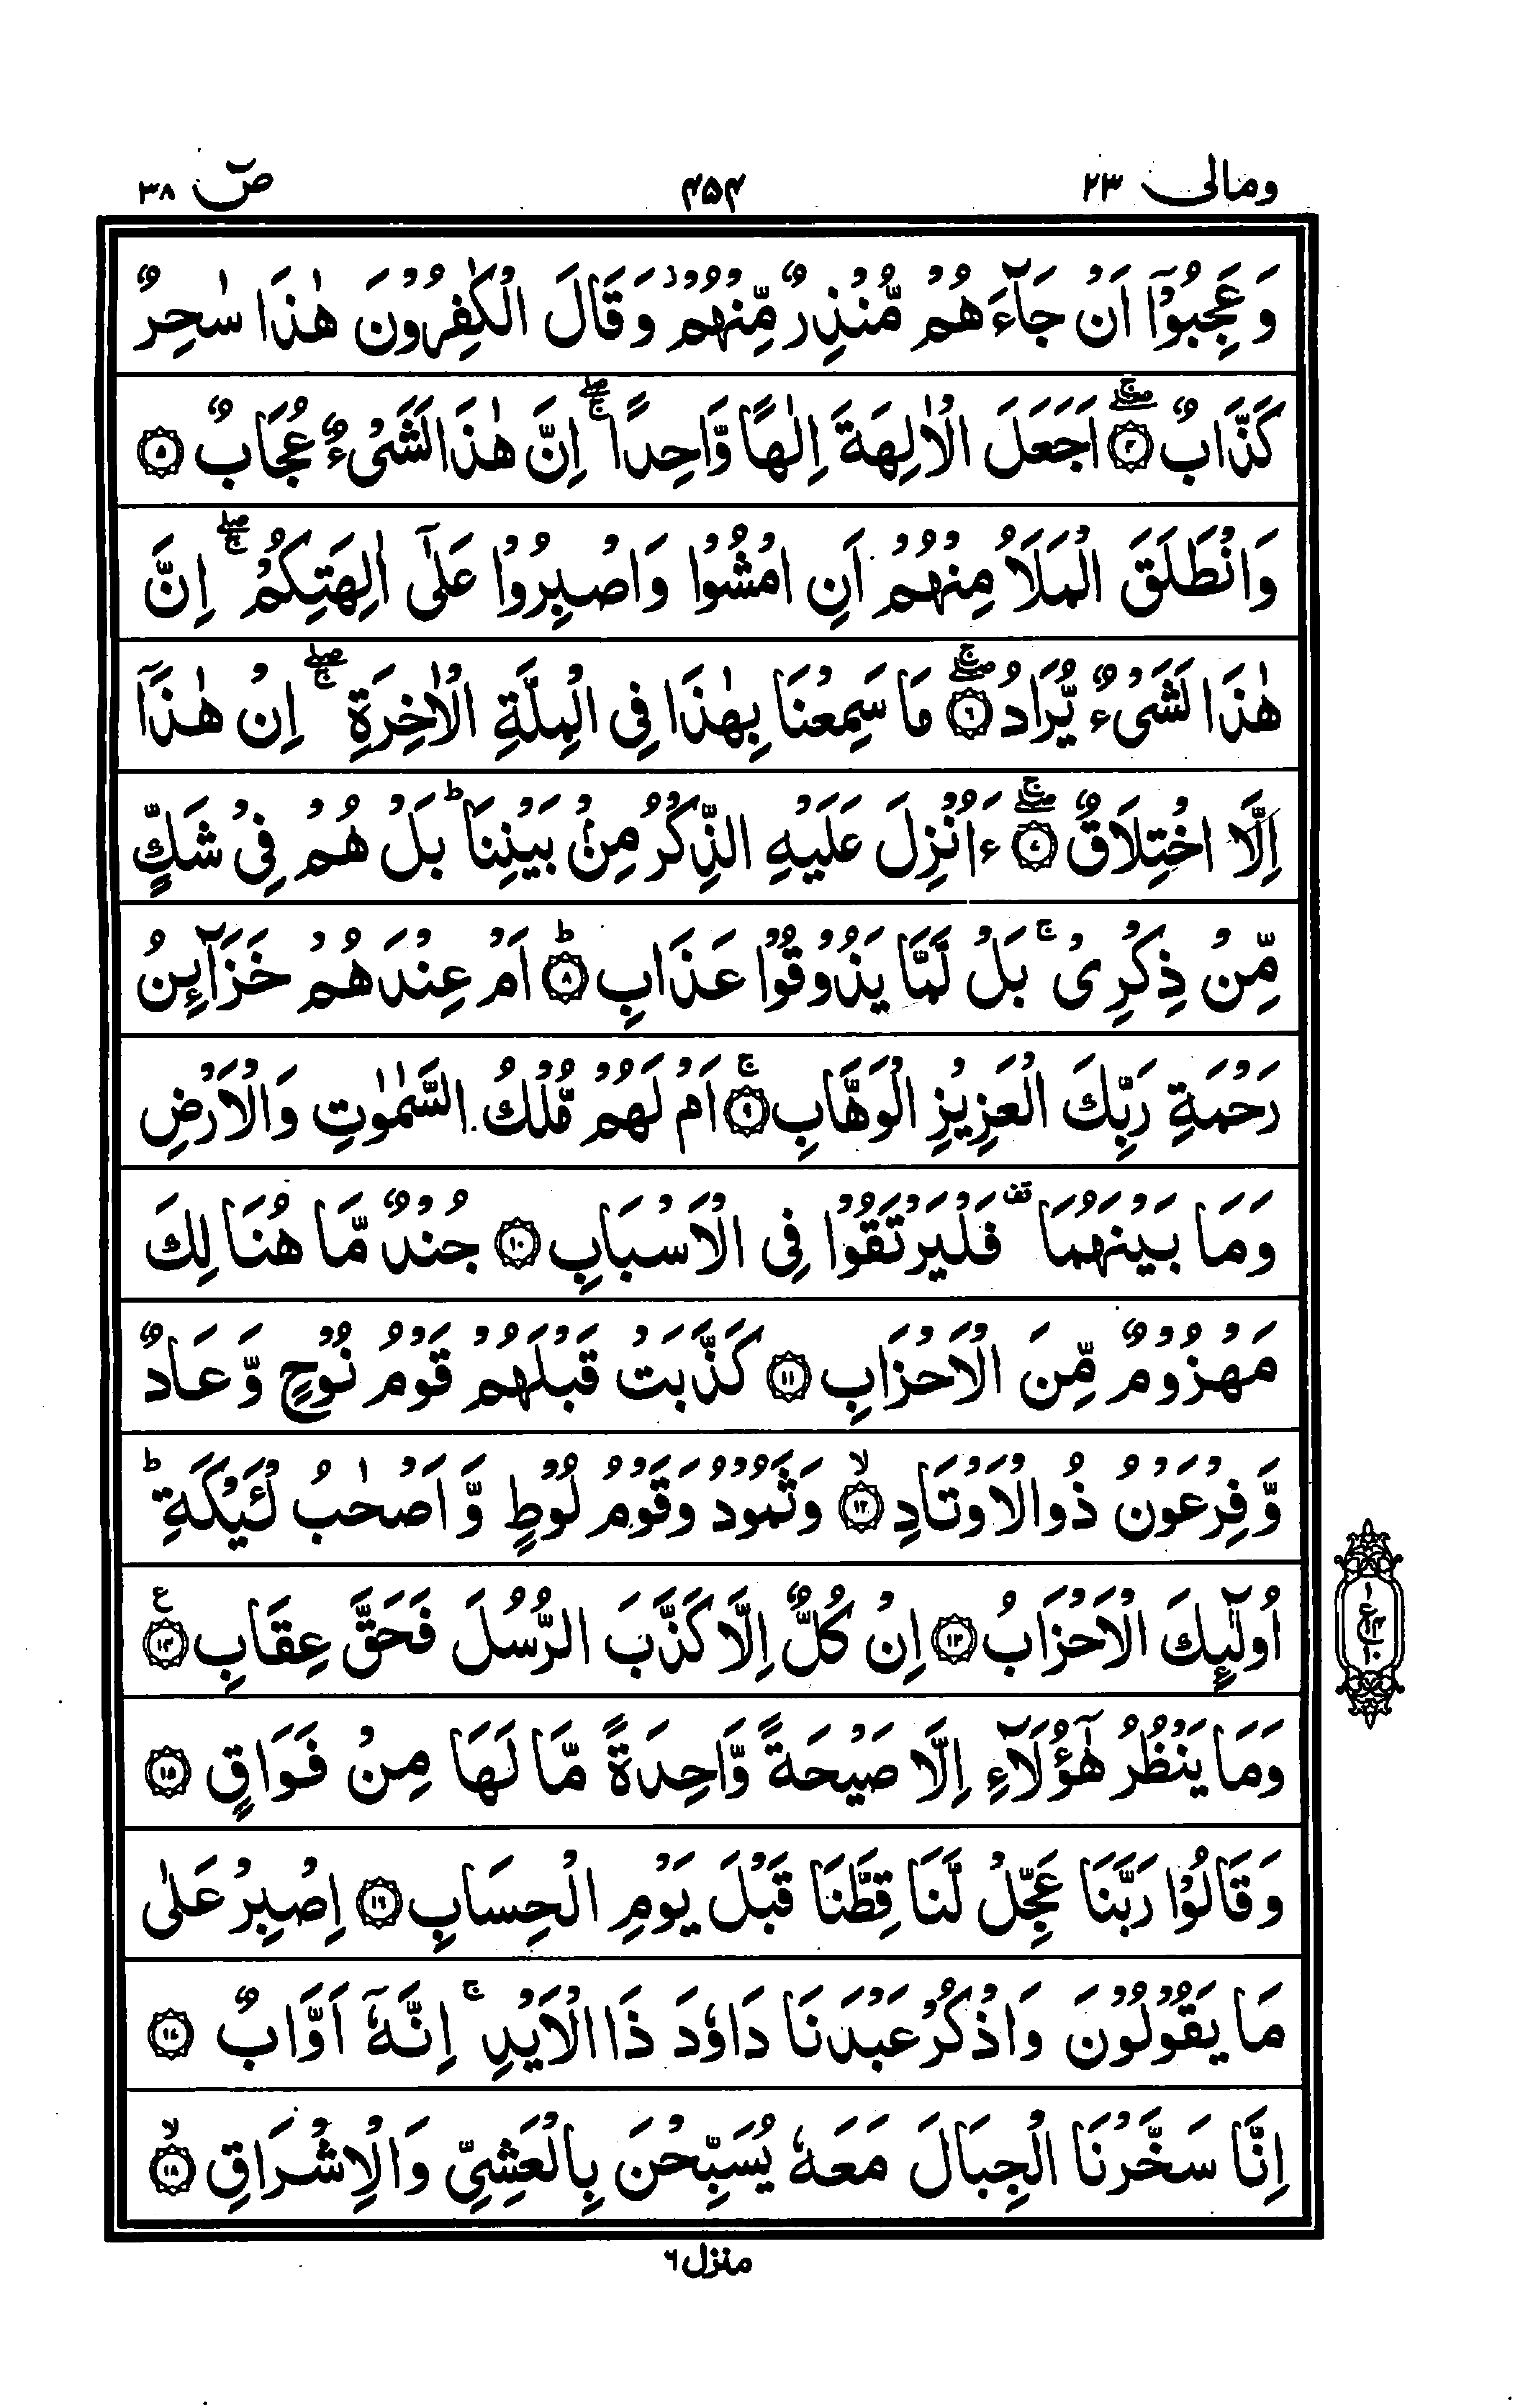 ومالی ۲۳ ۴۵۴ صٓ ۳۸
وَعَجِبُوْۤا اَنْ جَآءَهُمْ مُّنْذِرٌ مِّنْهُمْ٘ وَقَالَ الْكٰفِرُوْنَ هٰذَا سٰحِرٌ
كَذَّابٌ ۴ۖۚ اَجَعَلَ الْاٰلِهَةَ اِلٰهًا وَّاحِدًا ۖۚ اِنَّ هٰذَا لَشَیْءٌ عُجَابٌ ۵
وَانْطَلَقَ الْمَلَاُ مِنْهُمْ اَنِ امْشُوْا وَاصْبِرُوْا عَلٰۤی اٰلِهَتِكُمْ ۖۚ اِنَّ
هٰذَا لَشَیْءٌ یُّرَادُ ۶ۖۚ مَا سَمِعْنَا بِهٰذَا فِی الْمِلَّةِ الْاٰخِرَةِ ۖۚ اِنْ هٰذَاۤ
اِلَّا اخْتِلَاقٌ ۷ۖۚ ءَاُنْزِلَ عَلَیْهِ الذِّكْرُ مِنْۢ بَیْنِنَا ؕ بَلْ هُمْ فِیْ شَكٍّ
مِّنْ ذِكْرِیْ ۚ بَلْ لَّمَّا یَذُوْقُوْا عَذَابِ ۸ؕ اَمْ عِنْدَهُمْ خَزَآىِٕنُ
رَحْمَةِ رَبِّكَ الْعَزِیْزِ الْوَهَّابِ ۹ۚ اَمْ لَهُمْ مُّلْكُ السَّمٰوٰتِ وَالْاَرْضِ
وَمَا بَیْنَهُمَا ۫ فَلْیَرْتَقُوْا فِی الْاَسْبَابِ ۱۰ جُنْدٌ مَّا هُنَالِكَ
مَهْزُوْمٌ مِّنَ الْاَحْزَابِ ۱۱ كَذَّبَتْ قَبْلَهُمْ قَوْمُ نُوْحٍ وَّعَادٌ
وَّفِرْعَوْنُ ذُو الْاَوْتَادِ ۱۲ۙ وَثَمُوْدُ وَقَوْمُ لُوْطٍ وَّاَصْحٰبُ لْـَٔیْكَةِ ؕ
اُولٰٓىِٕكَ الْاَحْزَابُ ۱۳ اِنْ كُلٌّ اِلَّا كَذَّبَ الرُّسُلَ فَحَقَّ عِقَابِ ۱۴ ع
وَمَا یَنْظُرُ هٰۤؤُلَآءِ اِلَّا صَیْحَةً وَّاحِدَةً مَّا لَهَا مِنْ فَوَاقٍ ۱۵
وَقَالُوْا رَبَّنَا عَجِّلْ لَّنَا قِطَّنَا قَبْلَ یَوْمِ الْحِسَابِ ۱۶ اِصْبِرْ عَلٰی
مَا یَقُوْلُوْنَ وَاذْكُرْ عَبْدَنَا دَاوٗدَ ذَا الْاَیْدِ ۚ اِنَّهٗۤ اَوَّابٌ ۱۷
اِنَّا سَخَّرْنَا الْجِبَالَ مَعَهٗ یُسَبِّحْنَ بِالْعَشِیِّ وَالْاِشْرَاقِ ۱۸ۙ
منزل ۶